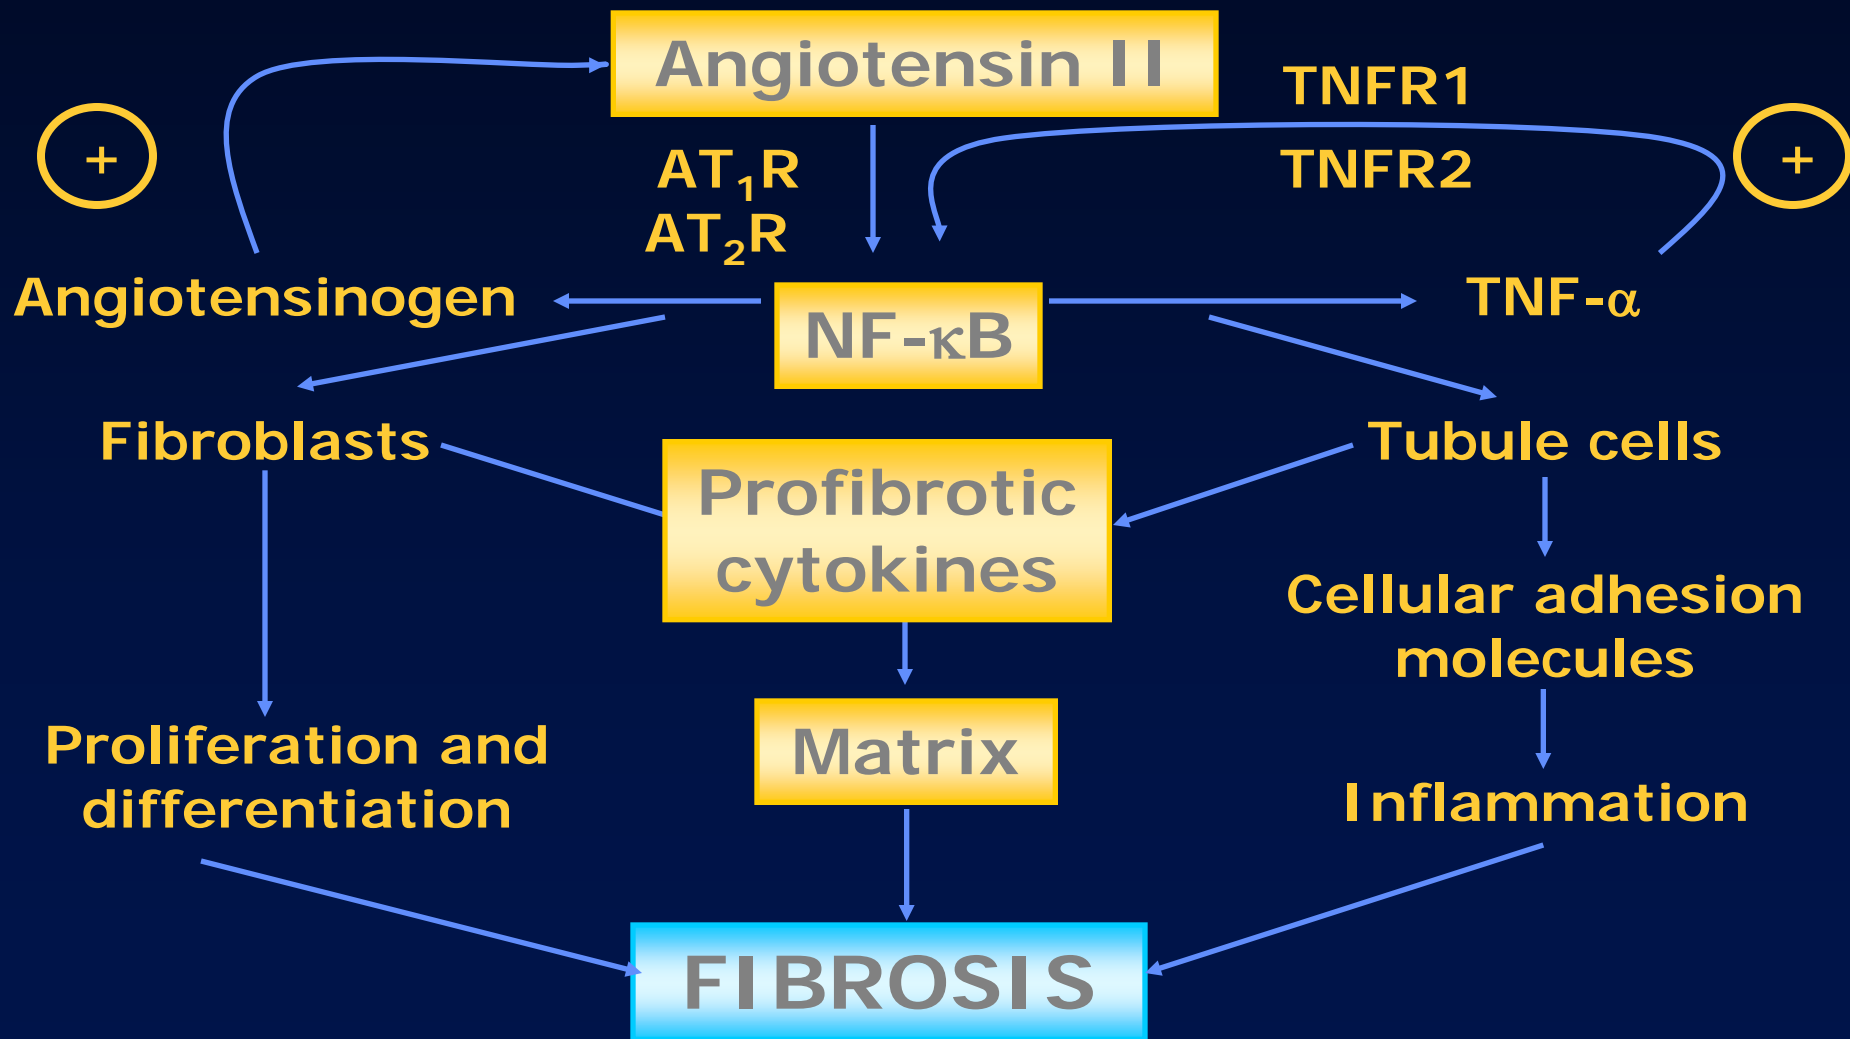 Angiotensin II
TNFR1
+
AT₁R
TNFR2
+
AT₂R
Angiotensinogen
NF-κB
TNF-α
Fibroblasts
Profibrotic
cytokines
Tubule cells
Cellular adhesion
molecules
Proliferation and
differentiation
Matrix
Inflammation
FIBROSIS